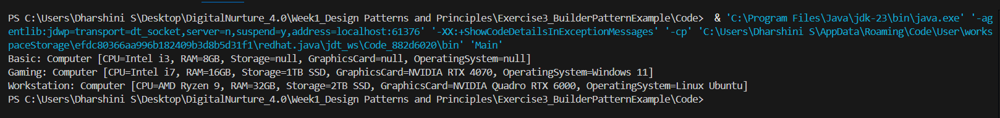 PS C:\Users\Dharshini S\Desktop\DigitalNurture_4.0\Week1_Design Patterns and Principles\Exercise3_BuilderPatternExample\Code>  & 'C:\Program Files\Java\jdk-23\bin\java.exe' '-ag
entlib:jdwp=transport=dt_socket,server=n,suspend=y,address=localhost:61376' '-XX:+ShowCodeDetailsInExceptionMessages' '-cp' 'C:\Users\Dharshini S\AppData\Roaming\Code\User\works
paceStorage\efdc80366aa996b182409b3d8b5d31f1\redhat.java\jdt_ws\Code_882d6020\bin' 'Main'
Basic: Computer [CPU=Intel i3, RAM=8GB, Storage=null, GraphicsCard=null, OperatingSystem=null]
Gaming: Computer [CPU=Intel i7, RAM=16GB, Storage=1TB SSD, GraphicsCard=NVIDIA RTX 4070, OperatingSystem=Windows 11]
Workstation: Computer [CPU=AMD Ryzen 9, RAM=32GB, Storage=2TB SSD, GraphicsCard=NVIDIA Quadro RTX 6000, OperatingSystem=Linux Ubuntu]
PS C:\Users\Dharshini S\Desktop\DigitalNurture_4.0\Week1_Design Patterns and Principles\Exercise3_BuilderPatternExample\Code>